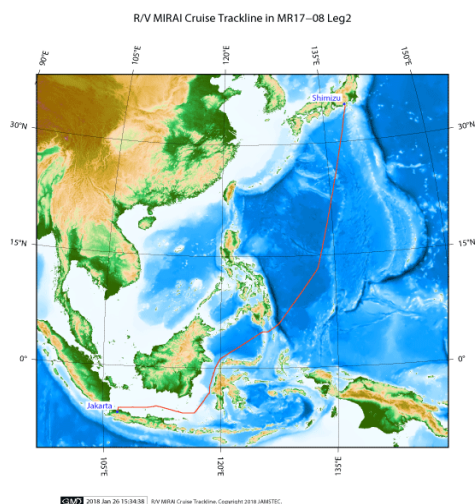 R/V MIRAI Cruise Trackline in MR17−08 Leg2
90°E
105°E
120°E
135°E
150°E
Shimizu
30°N
30°N
15°N
15°N
0°
0°
Jakarta
105°E
120°E
135°E
GMD 2018 Jan 26 15:34:38 R/V MIRAI Cruise Trackline, Copyright 2018 JAMSTEC.